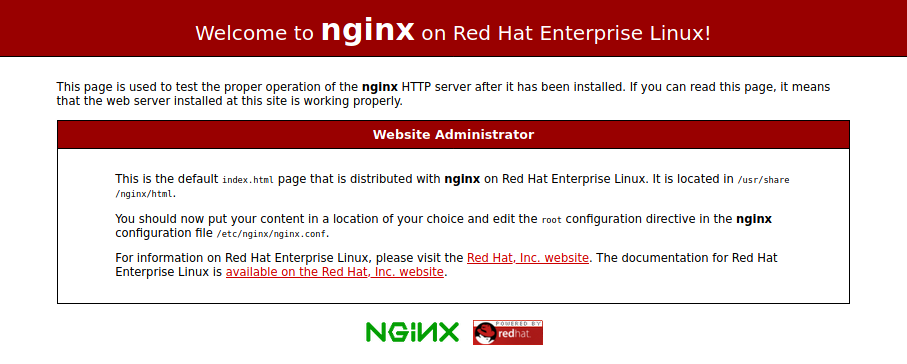 Welcome to nginx on Red Hat Enterprise Linux!
This page is used to test the proper operation of the nginx HTTP server after it has been installed. If you can read this page, it means
that the web server installed at this site is working properly.
Website Administrator
This is the default index.html page that is distributed with nginx on Red Hat Enterprise Linux. It is located in /usr/share
/nginx/html.
You should now put your content in a location of your choice and edit the root configuration directive in the nginx
configuration file /etc/nginx/nginx.conf.
For information on Red Hat Enterprise Linux, please visit the Red Hat, Inc. website. The documentation for Red Hat
Enterprise Linux is available on the Red Hat, Inc. website.
NGINX
POWERED BY
redhat.